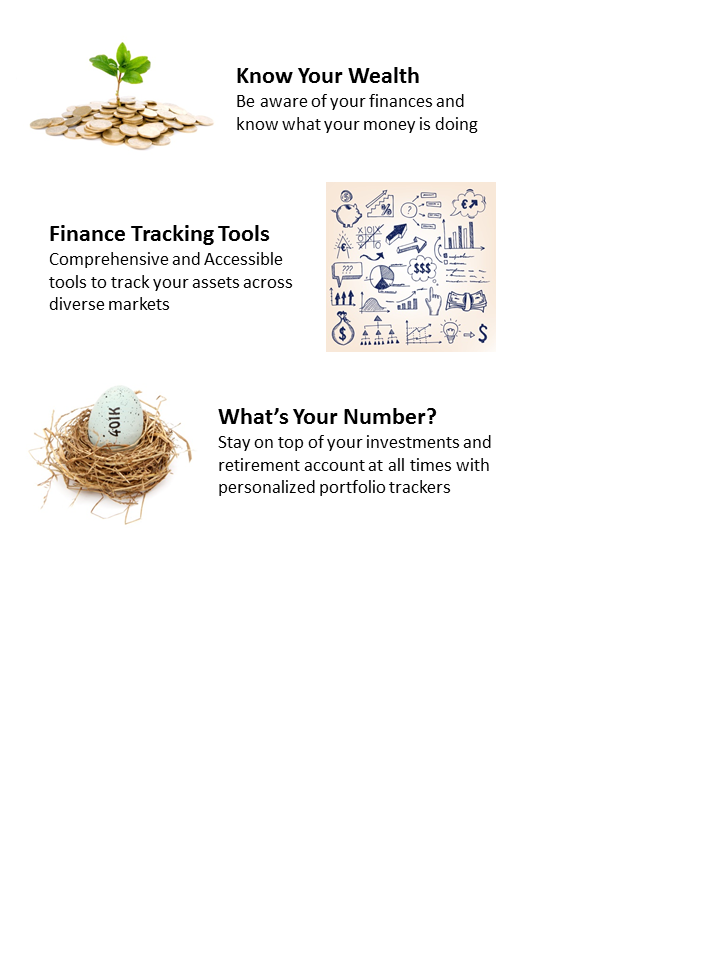 Know Your Wealth
Be aware of your finances and
know what your money is doing
Finance Tracking Tools
Comprehensive and Accessible
tools to track your assets across
diverse markets
$
%
?
€
X O X
???
$$$
$
$
401K
What’s Your Number?
Stay on top of your investments and
retirement account at all times with
personalized portfolio trackers